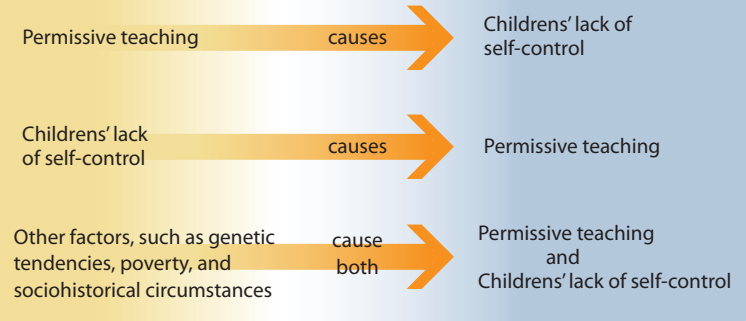 Permissive teaching causes Childrens' lack of
self-control
Childrens' lack
of self-control causes Permissive teaching
Other factors, such as genetic
tendencies, poverty, and
sociohistorical circumstances
cause
both
Permissive teaching
and
Childrens' lack of self-control